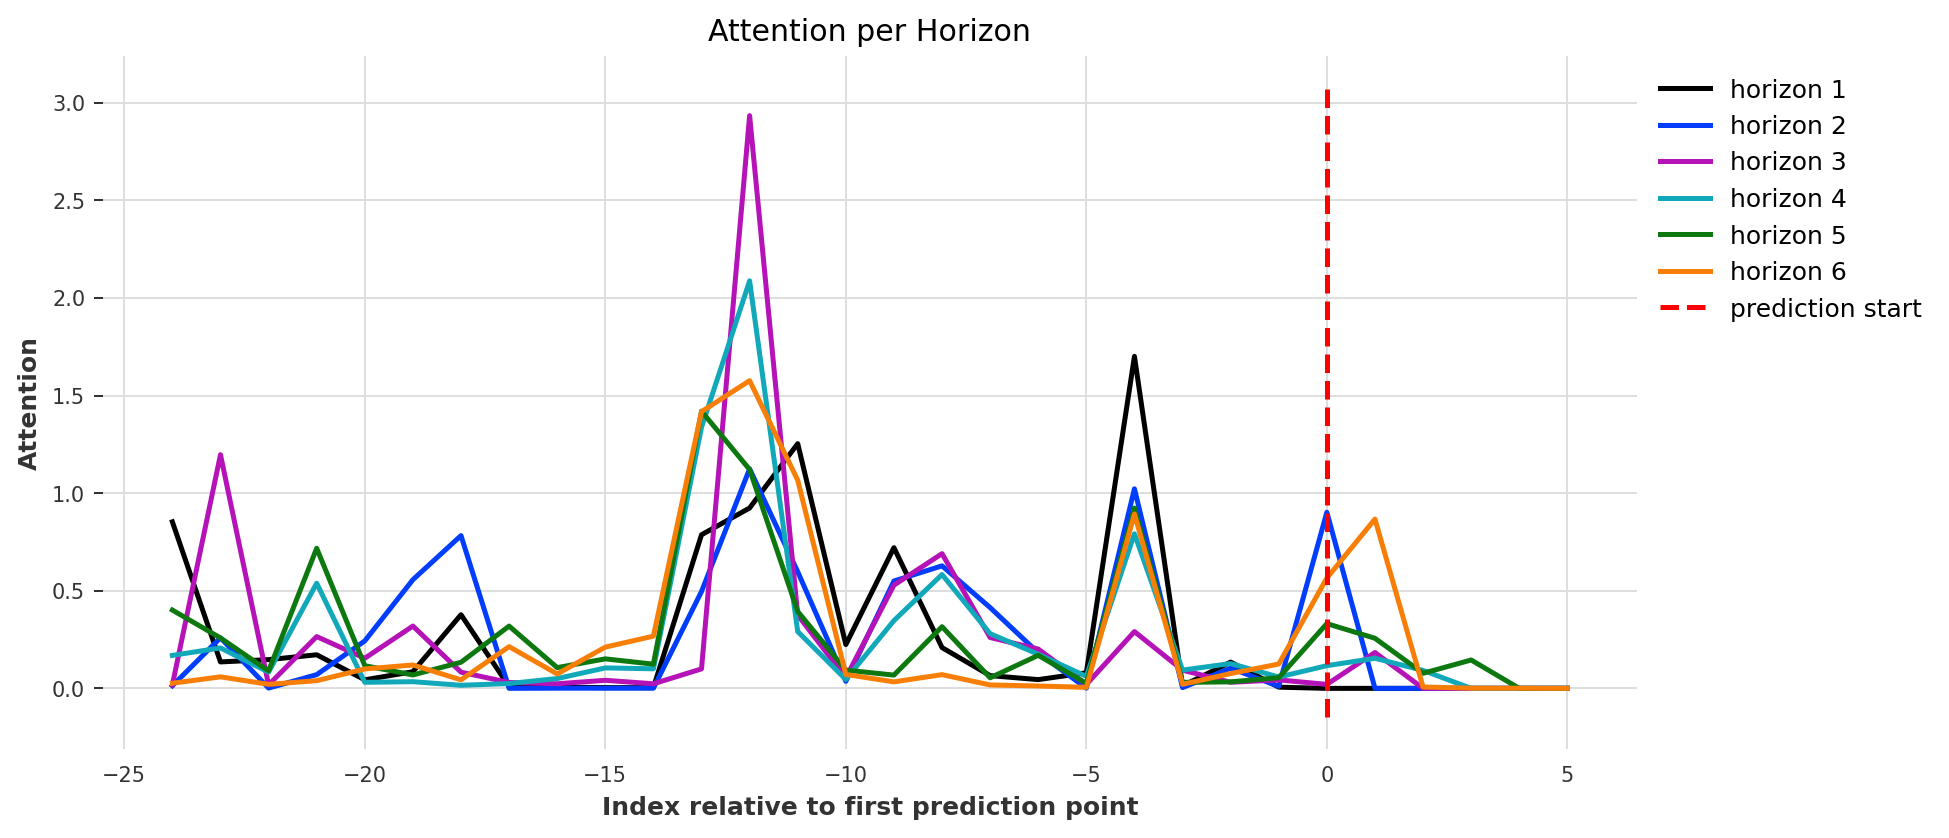 Attention per Horizon
3.0
2.5
2.0
1.5
1.0
0.5
0.0
Attention
−25
−20
−15
−10
−5
0
5
Index relative to first prediction point
horizon 1
horizon 2
horizon 3
horizon 4
horizon 5
horizon 6
prediction start